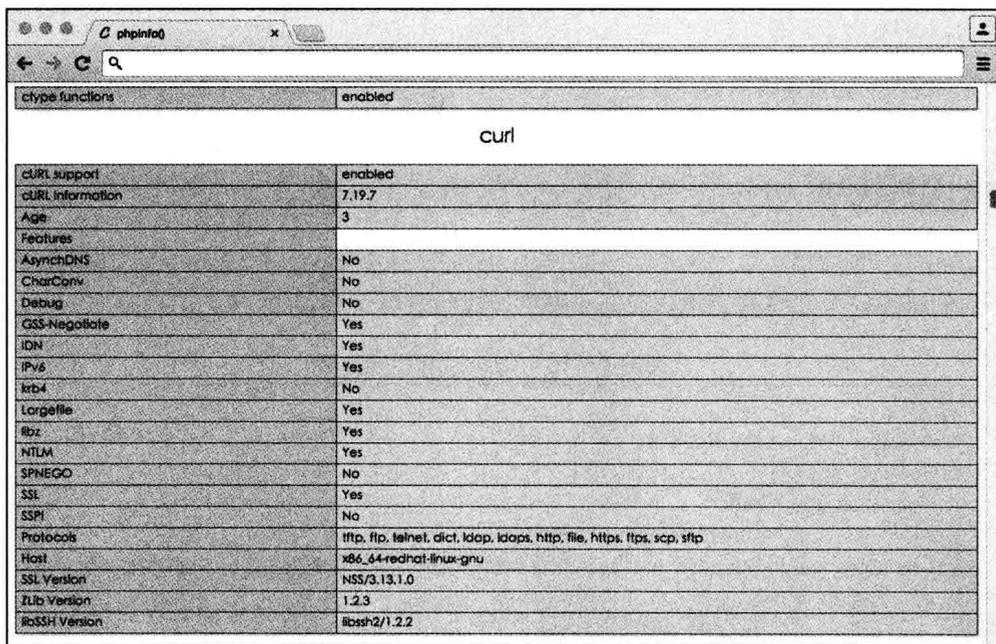 phpinfo()
ctype functions enabled
curl
cURL support enabled
cURL Information 7.19.7
Age 3
Features
AsynchDNS No
CharConv No
Debug No
GSS-Negotiate Yes
IDN Yes
IPv6 Yes
krb4 No
Largefile Yes
libz Yes
NTLM Yes
SPNEGO No
SSL Yes
SSPI No
Protocols tftp, ftp, telnet, dict, ldap, ldaps, http, file, https, ftps, scp, sftp
Host x86_64-redhat-linux-gnu
SSL Version NSS/3.13.1.0
ZLib Version 1.2.3
libSSH Version libssh2/1.2.2